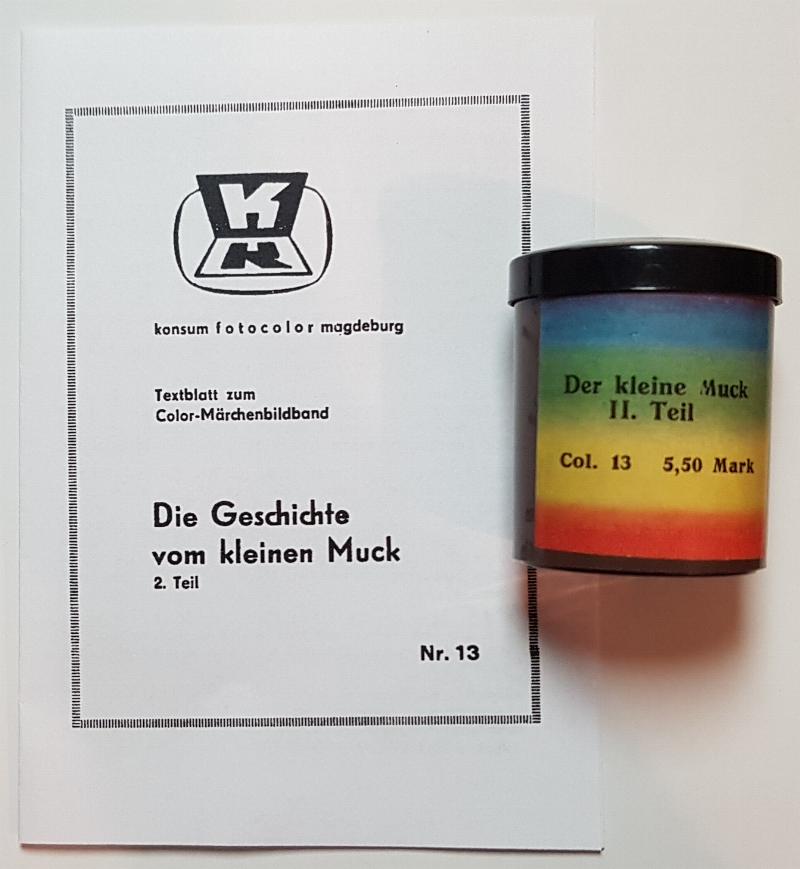 K
R
konsum fotocolor magdeburg
Textblatt zum
Color-Märchenbildband
Die Geschichte
vom kleinen Muck
2. Teil
Nr. 13
Der kleine Muck
II. Teil
Col. 13 5,50 Mark